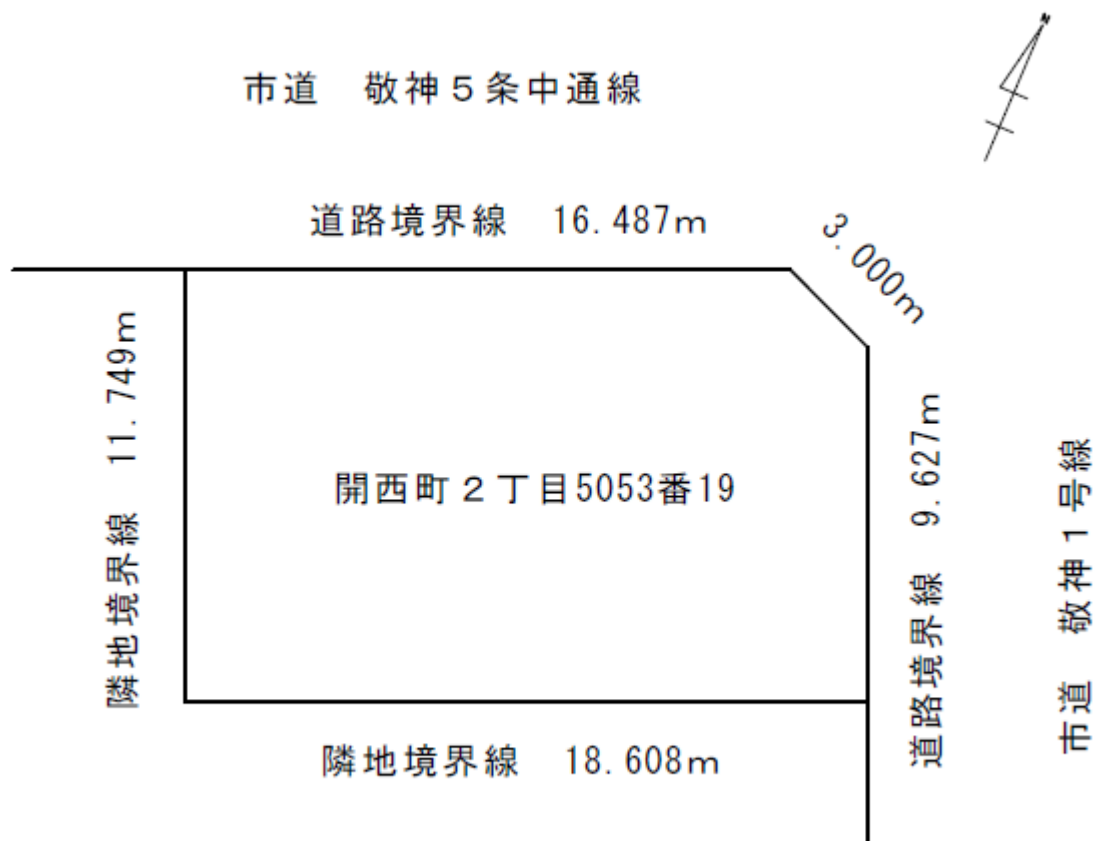 N
市道　敬神５条中通線
道路境界線　16.487ｍ
3.000ｍ
隣地境界線　11.749ｍ
開西町２丁目5053番19
道路境界線　9.627ｍ
市道　敬神１号線
隣地境界線　18.608ｍ